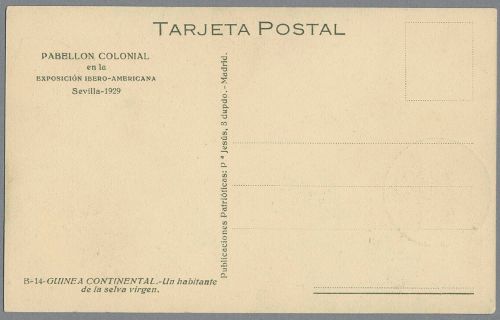 TARJETA POSTAL
PABELLON COLONIAL
en la
EXPOSICIÓN IBERO-AMERICANA
Sevilla-1929
Publicaciones Patrióticas: P.ª Jesús, 3 dupdo.-Madrid.
B-14-GUINEA CONTINENTAL.-Un habitante
de la selva virgen.